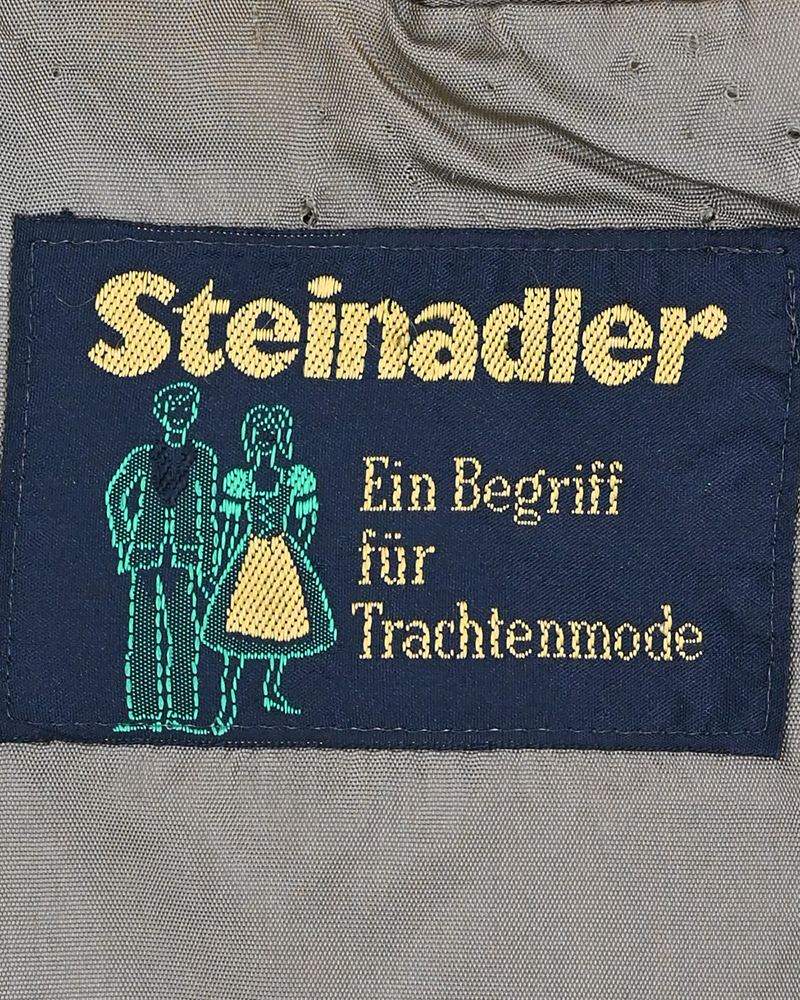 Steinadler
Ein Begriff
für
Trachtenmode